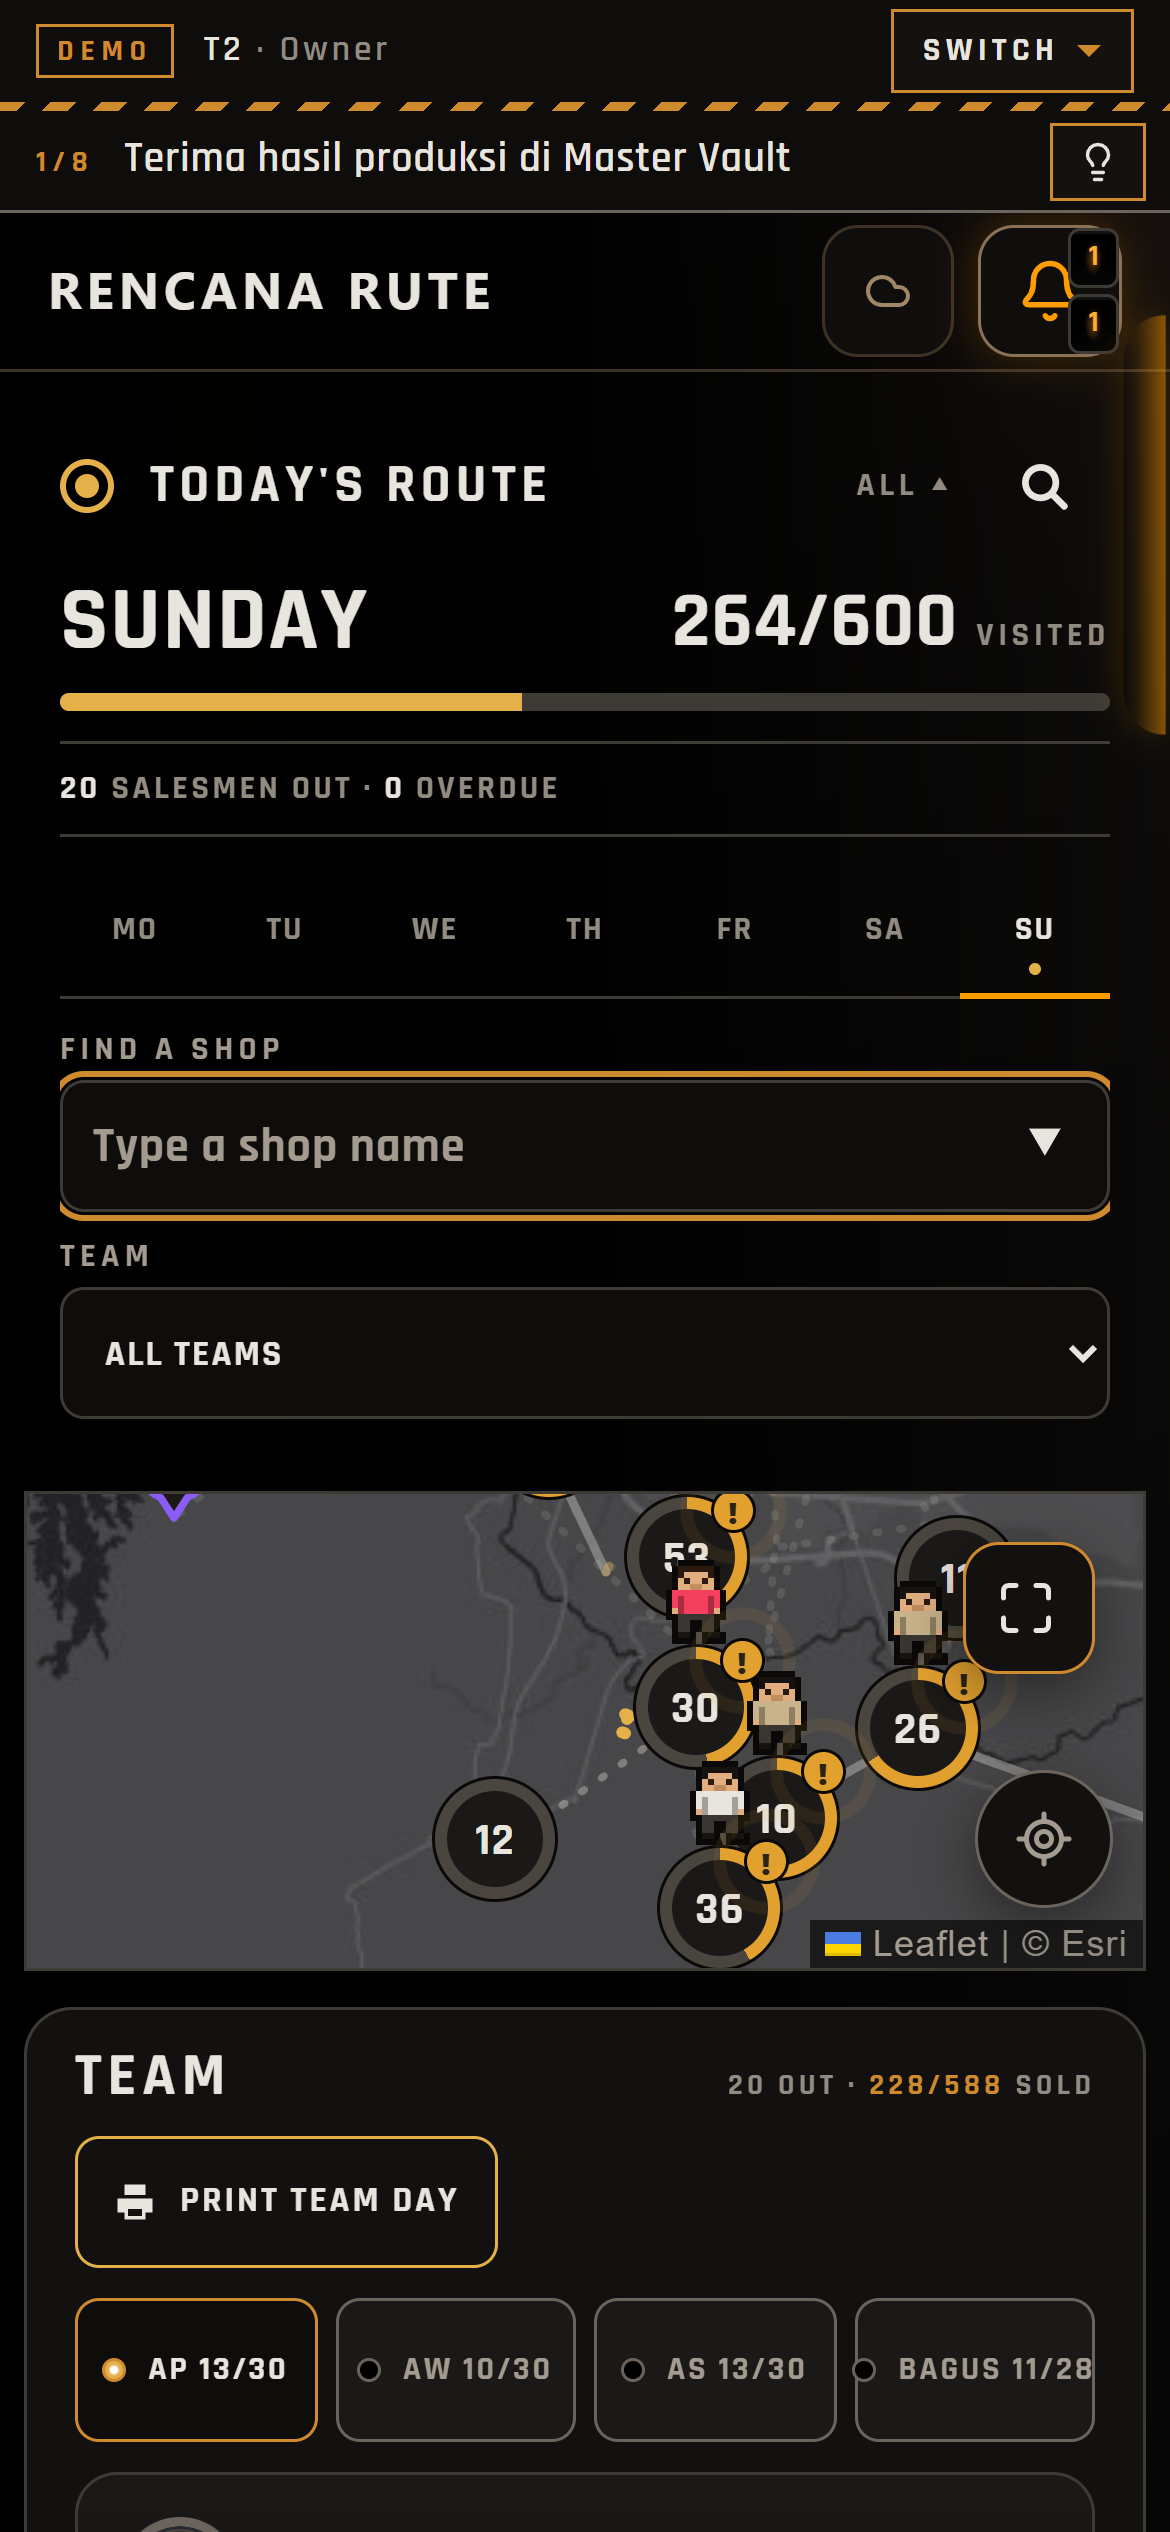 DEMO T2 · Owner SWITCH
1/8 Terima hasil produksi di Master Vault
RENCANA RUTE 1
1
TODAY'S ROUTE ALL
SUNDAY 264/600 VISITED
20 SALESMEN OUT · 0 OVERDUE
MO TU WE TH FR SA SU
FIND A SHOP
Type a shop name
TEAM
ALL TEAMS
53 !
11
30 !
26 !
12
10 !
36 !
Leaflet | © Esri
TEAM 20 OUT · 228/588 SOLD
PRINT TEAM DAY
AP 13/30 AW 10/30 AS 13/30 BAGUS 11/28